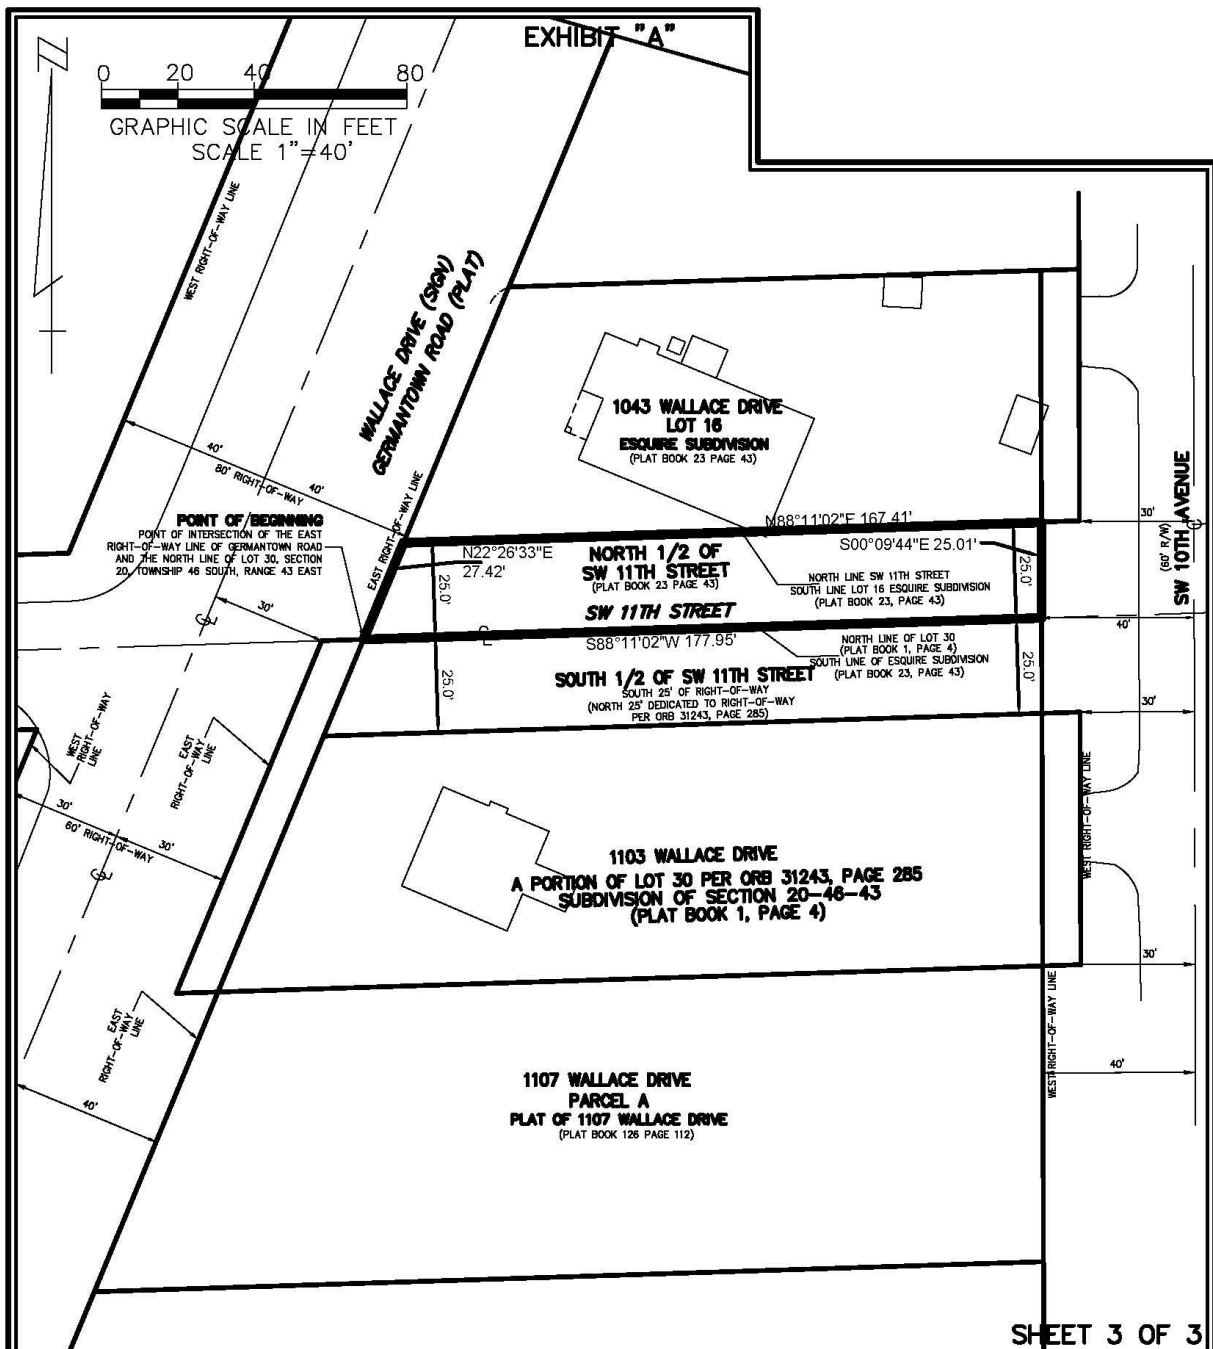 EXHIBIT "A"
0 20 40 80
GRAPHIC SCALE IN FEET
SCALE 1"=40'
WEST RIGHT-OF-WAY LINE
WALLACE DRIVE (SIGN)
GERMANTOWN ROAD (PLAT)
1043 WALLACE DRIVE
LOT 16
ESQUIRE SUBDIVISION
(PLAT BOOK 23 PAGE 43)
40'
80' RIGHT-OF-WAY
40'
EAST RIGHT-OF-WAY LINE
POINT OF BEGINNING
POINT OF INTERSECTION OF THE EAST
RIGHT-OF-WAY LINE OF GERMANTOWN ROAD
AND THE NORTH LINE OF LOT 30, SECTION
20, TOWNSHIP 46 SOUTH, RANGE 43 EAST
N88°11'02"E 167.41'
S00°09'44"E 25.01'
N22°26'33"E
27.42'
25.0'
NORTH 1/2 OF
SW 11TH STREET
(PLAT BOOK 23 PAGE 43)
NORTH LINE SW 11TH STREET
SOUTH LINE LOT 16 ESQUIRE SUBDIVISION
(PLAT BOOK 23, PAGE 43)
25.0'
30'
(60' R/W)
SW 10TH AVENUE
SW 11TH STREET
30'
S88°11'02"W 177.95'
NORTH LINE OF LOT 30
(PLAT BOOK 1, PAGE 4)
SOUTH LINE OF ESQUIRE SUBDIVISION
(PLAT BOOK 23, PAGE 43)
40'
25.0'
25.0'
SOUTH 1/2 OF SW 11TH STREET
SOUTH 25' OF RIGHT-OF-WAY
(NORTH 25' DEDICATED TO RIGHT-OF-WAY
PER ORB 31243, PAGE 285)
30'
WEST
RIGHT-OF-WAY
LINE
EAST
RIGHT-OF-WAY
LINE
30'
60' RIGHT-OF-WAY
30'
WEST RIGHT-OF-WAY LINE
1103 WALLACE DRIVE
A PORTION OF LOT 30 PER ORB 31243, PAGE 285
SUBDIVISION OF SECTION 20-46-43
(PLAT BOOK 1, PAGE 4)
30'
EAST
RIGHT-OF-WAY
LINE
WEST RIGHT-OF-WAY LINE
40'
40'
1107 WALLACE DRIVE
PARCEL A
PLAT OF 1107 WALLACE DRIVE
(PLAT BOOK 126 PAGE 112)
SHEET 3 OF 3